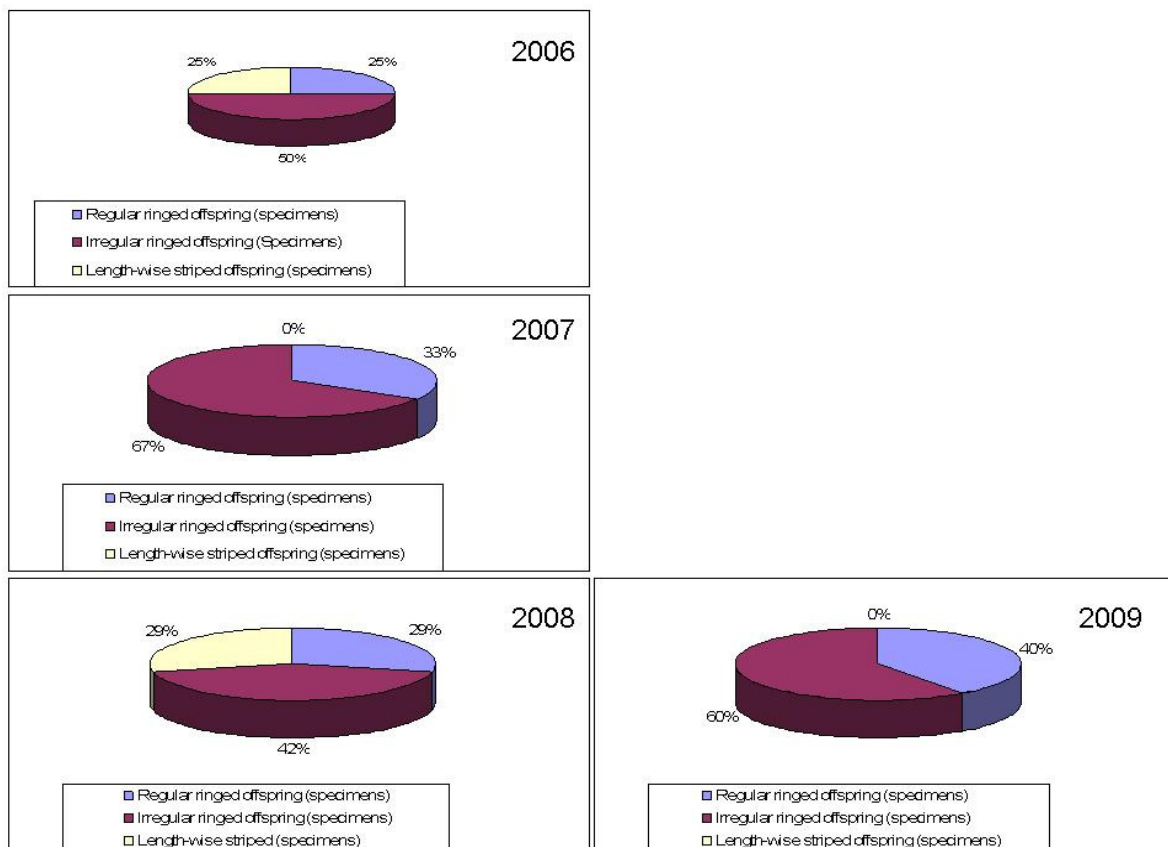 2006
25% 25%
50%
Regular ringed offspring (specimens)
Irregular ringed offspring (Specimens)
Length-wise striped offspring (specimens)
2007
0%
33%
67%
Regular ringed offspring (specimens)
Irregular ringed offspring (specimens)
Length-wise striped offspring (specimens)
2008
29% 29%
42%
Regular ringed offspring (specimens)
Irregular ringed offspring (specimens)
Length-wise striped (specimens)
2009
0%
40%
60%
Regular ringed offspring (specimens)
Irregular ringed offspring (specimens)
Length-wise striped offspring (specimens)